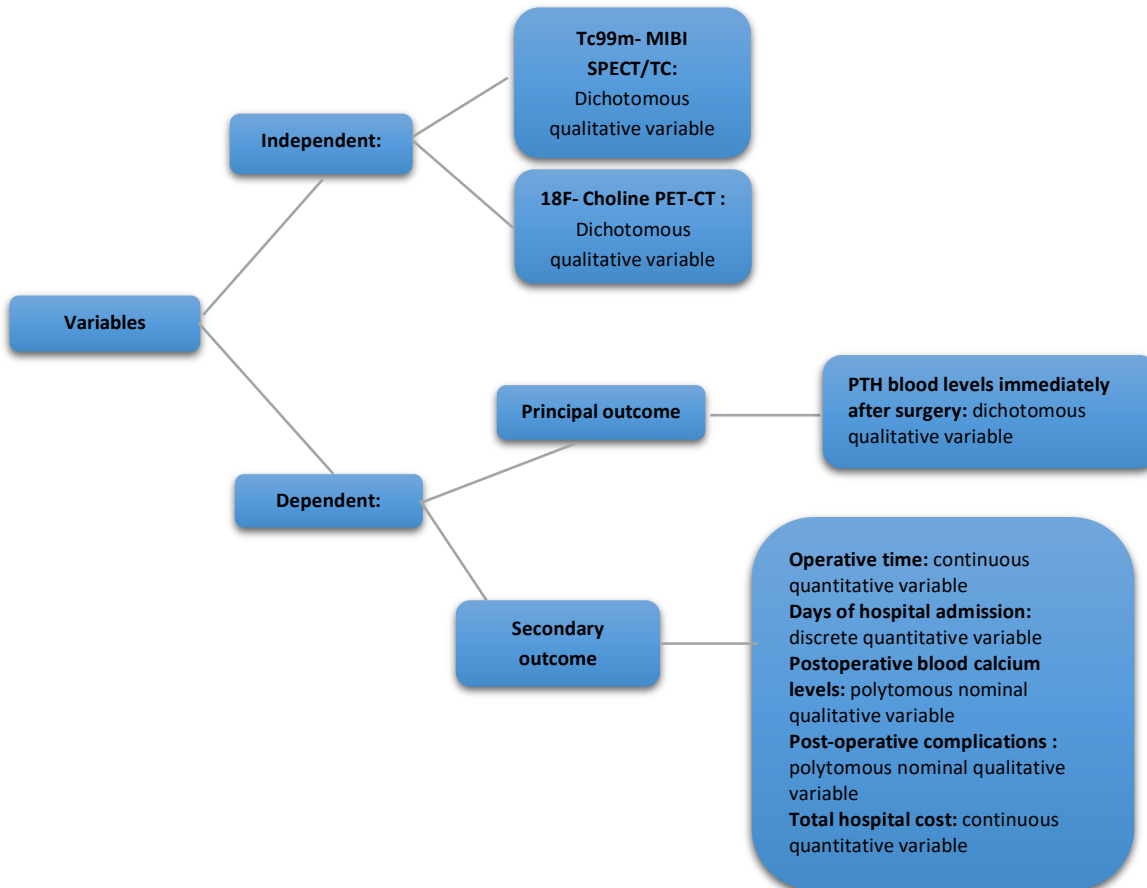 Tc99m- MIBI
SPECT/TC:
Dichotomous
qualitative variable
Independent:
18F- Choline PET-CT :
Dichotomous
qualitative variable
Variables
PTH blood levels immediately
after surgery: dichotomous
qualitative variable
Principal outcome
Dependent:
Secondary
outcome
Operative time: continuous
quantitative variable
Days of hospital admission:
discrete quantitative variable
Postoperative blood calcium
levels: polytomous nominal
qualitative variable
Post-operative complications :
polytomous nominal qualitative
variable
Total hospital cost: continuous
quantitative variable